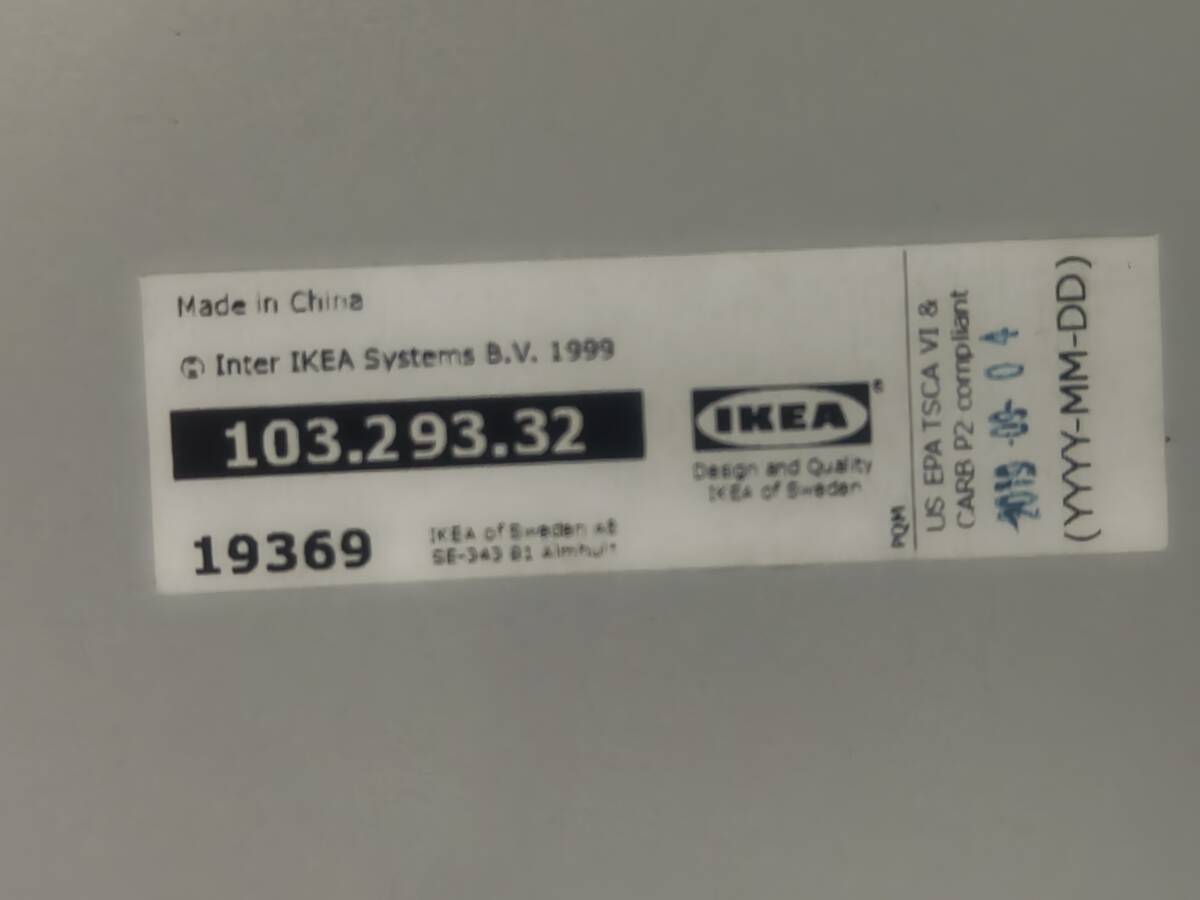 Made in China
© Inter IKEA Systems B.V. 1999
103.293.32
19369
IKEA of Sweden AB
SE-343 81 Älmhult
IKEA®
Design and Quality
IKEA of Sweden
PQM
US EPA TSCA VI &
CARB P2 compliant
(YYYY-MM-DD)